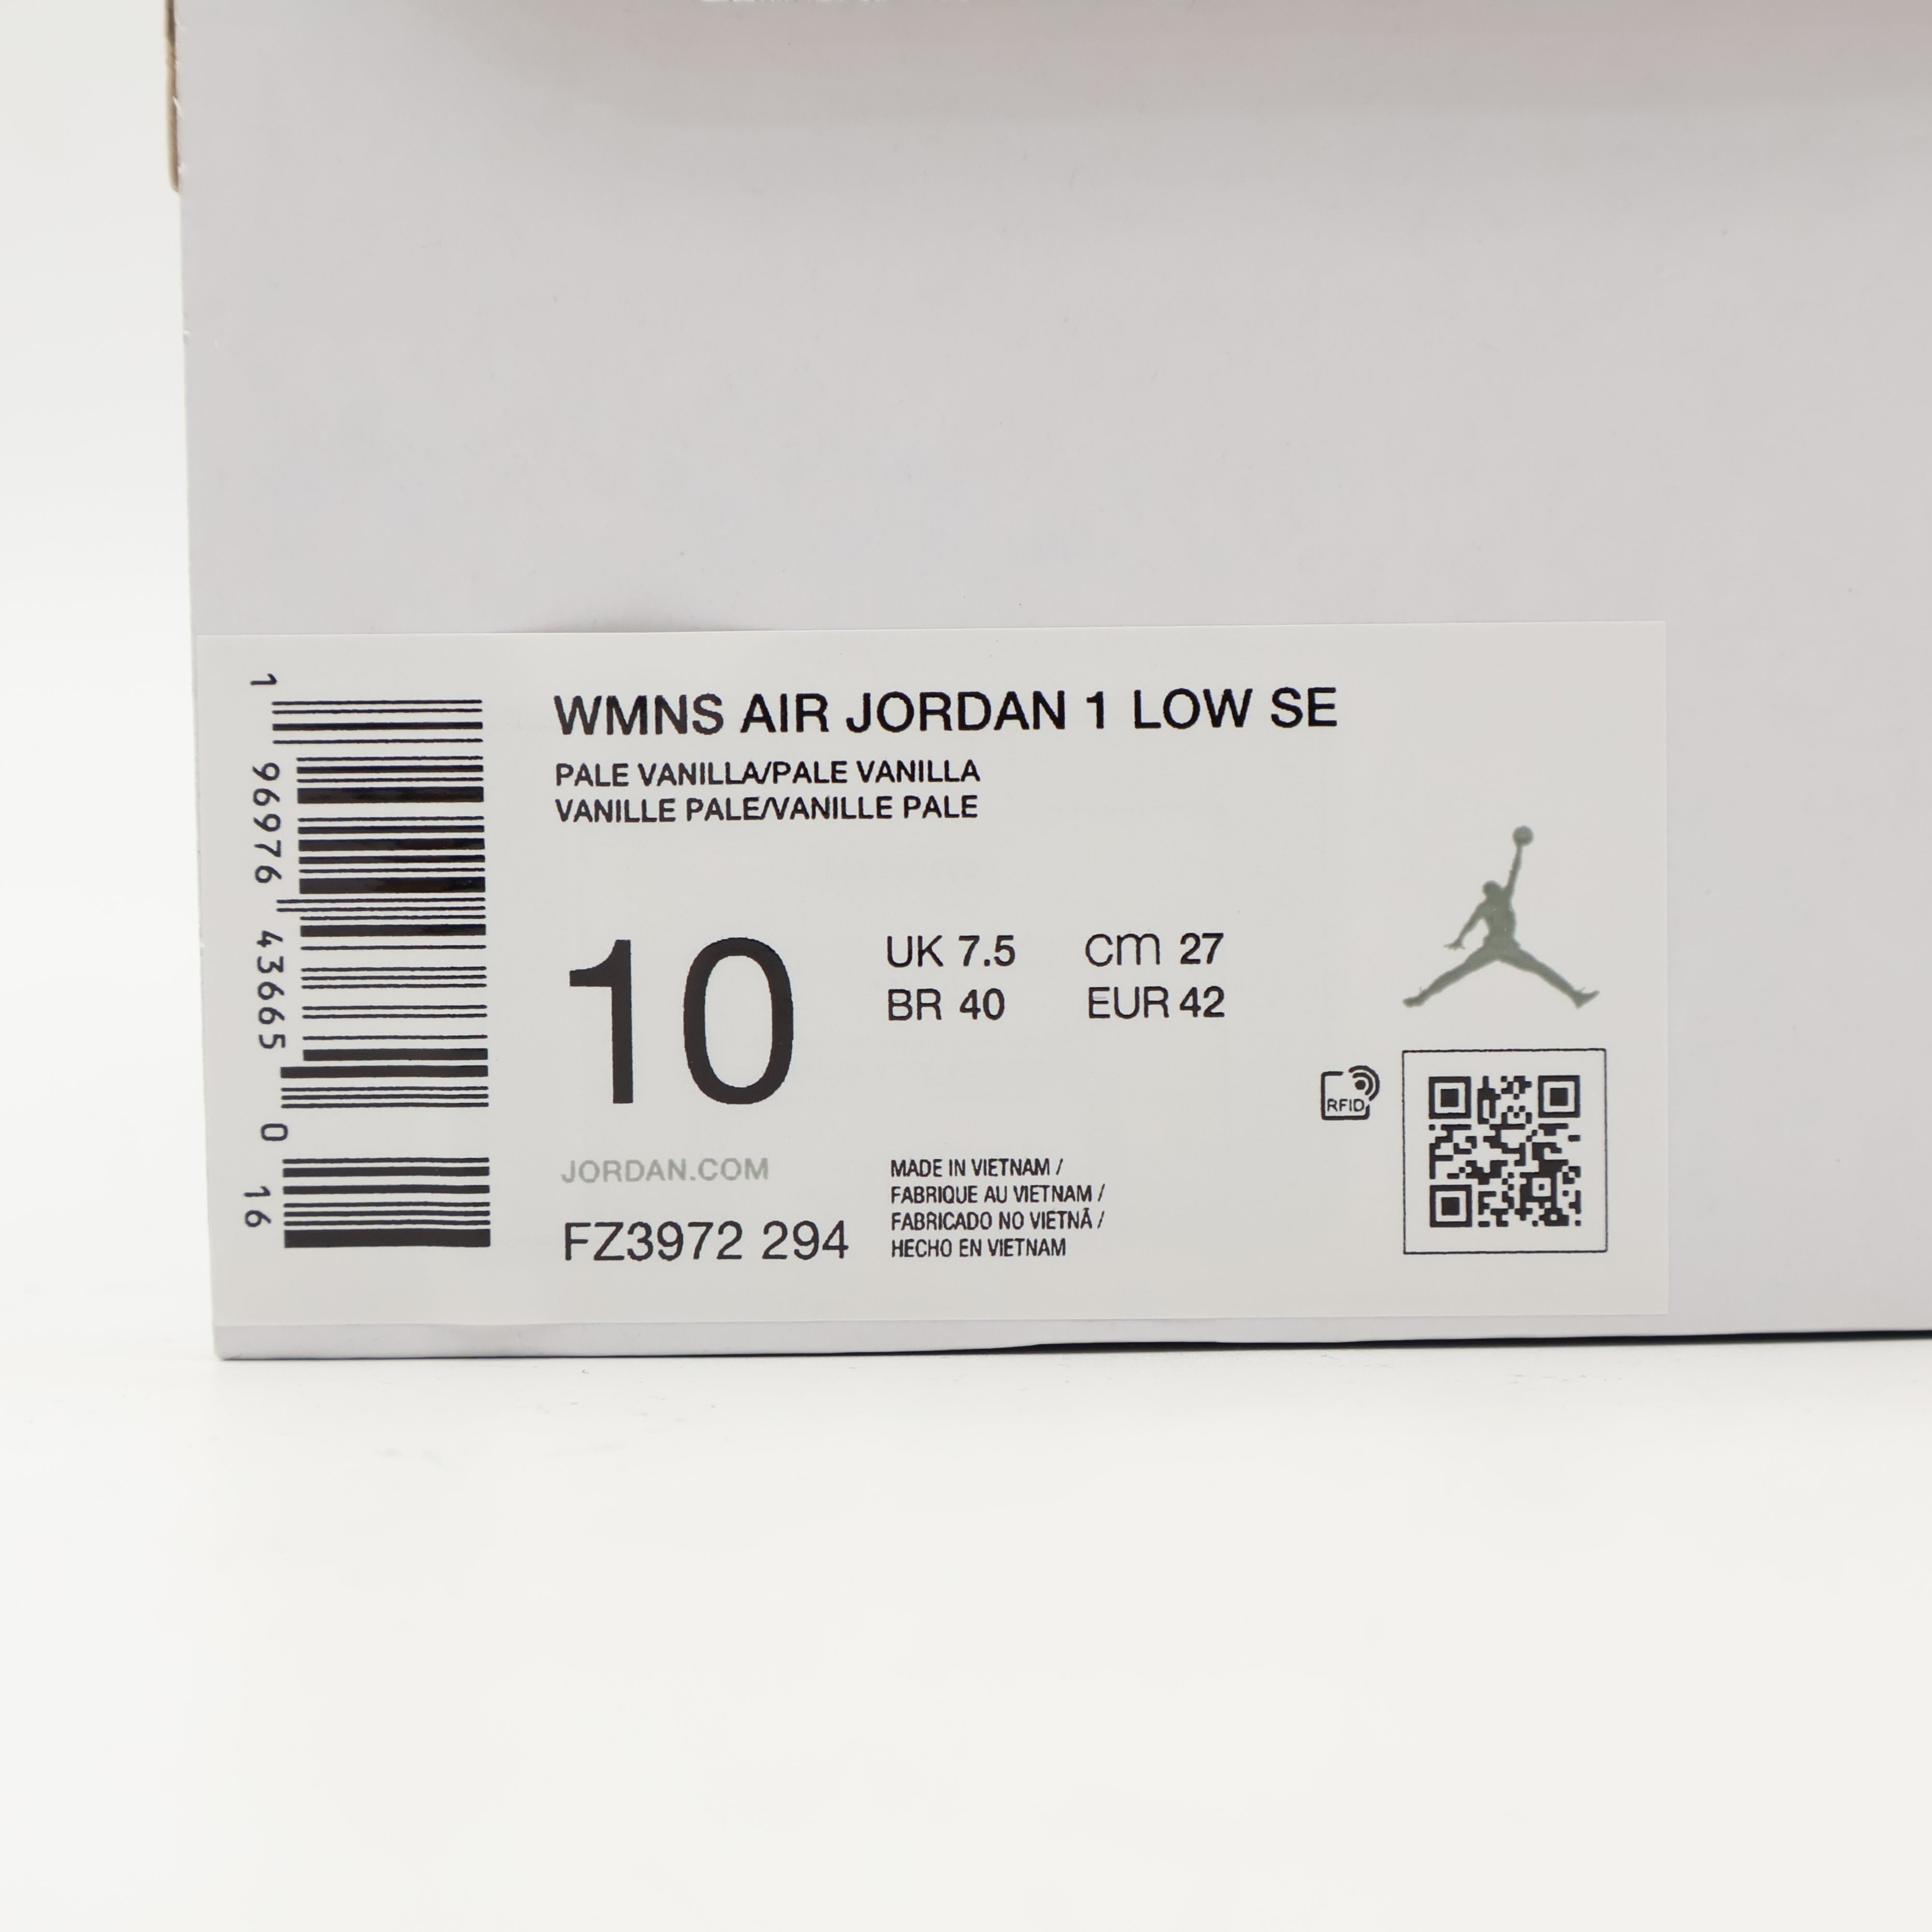 WMNS AIR JORDAN 1 LOW SE
PALE VANILLA/PALE VANILLA
VANILLE PALE/VANILLE PALE
10
UK 7.5 cm 27
BR 40 EUR 42
RFID
JORDAN.COM
FZ3972 294
MADE IN VIETNAM /
FABRIQUE AU VIETNAM /
FABRICADO NO VIETNÃ /
HECHO EN VIETNAM
1 96976 43665 0 16